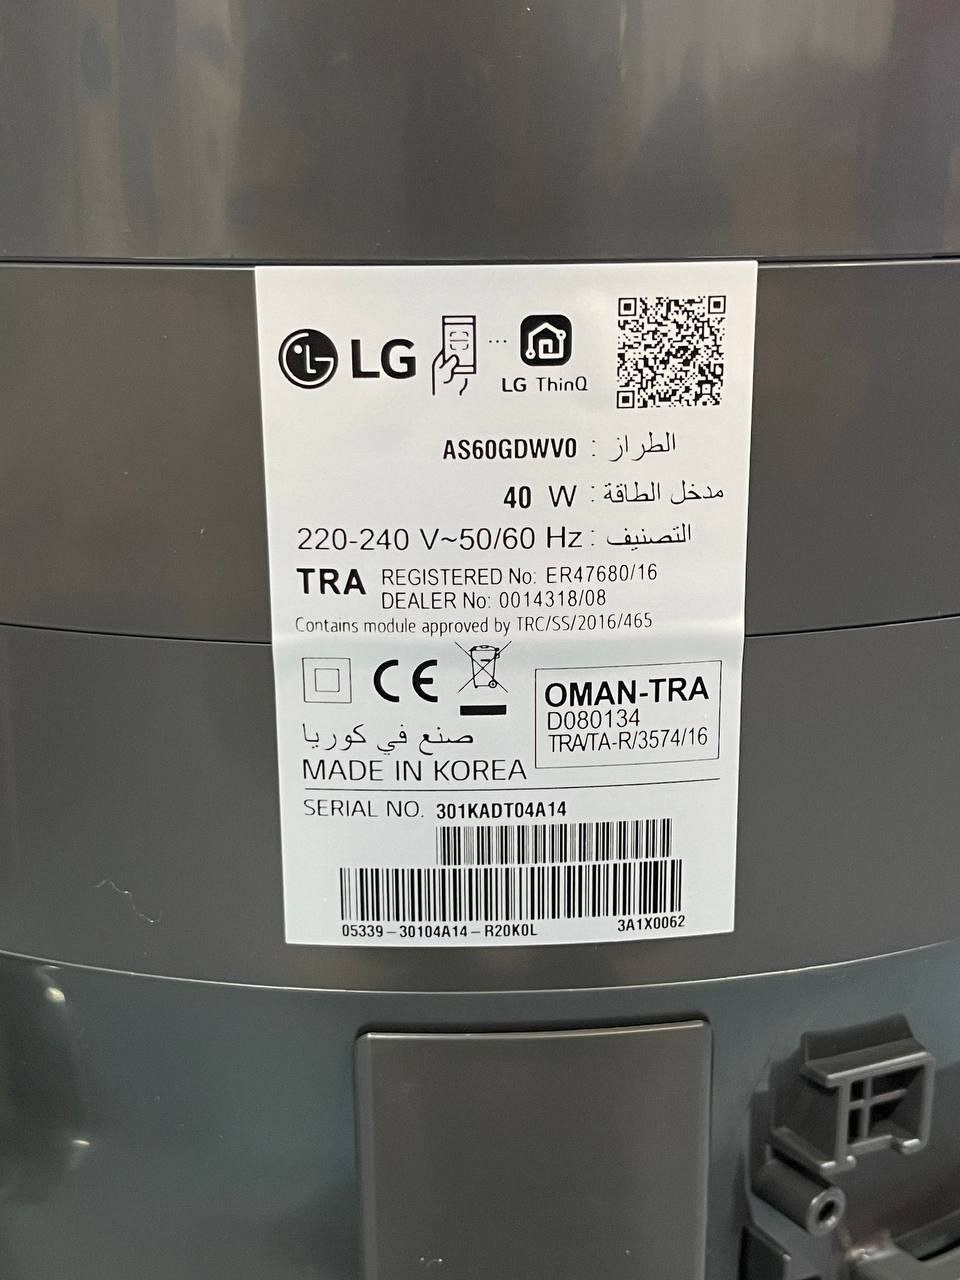 LG
LG ThinQ
AS60GDWV0 : الطراز
40 W : مدخل الطاقة
220-240 V~50/60 Hz : التصنيف
TRA REGISTERED No: ER47680/16
DEALER No: 0014318/08
Contains module approved by TRC/SS/2016/465
CE
OMAN-TRA
D080134
TRA/TA-R/3574/16
صنع في كوريا
MADE IN KOREA
SERIAL NO. 301KADT04A14
05339-30104A14-R20K0L 3A1X0062